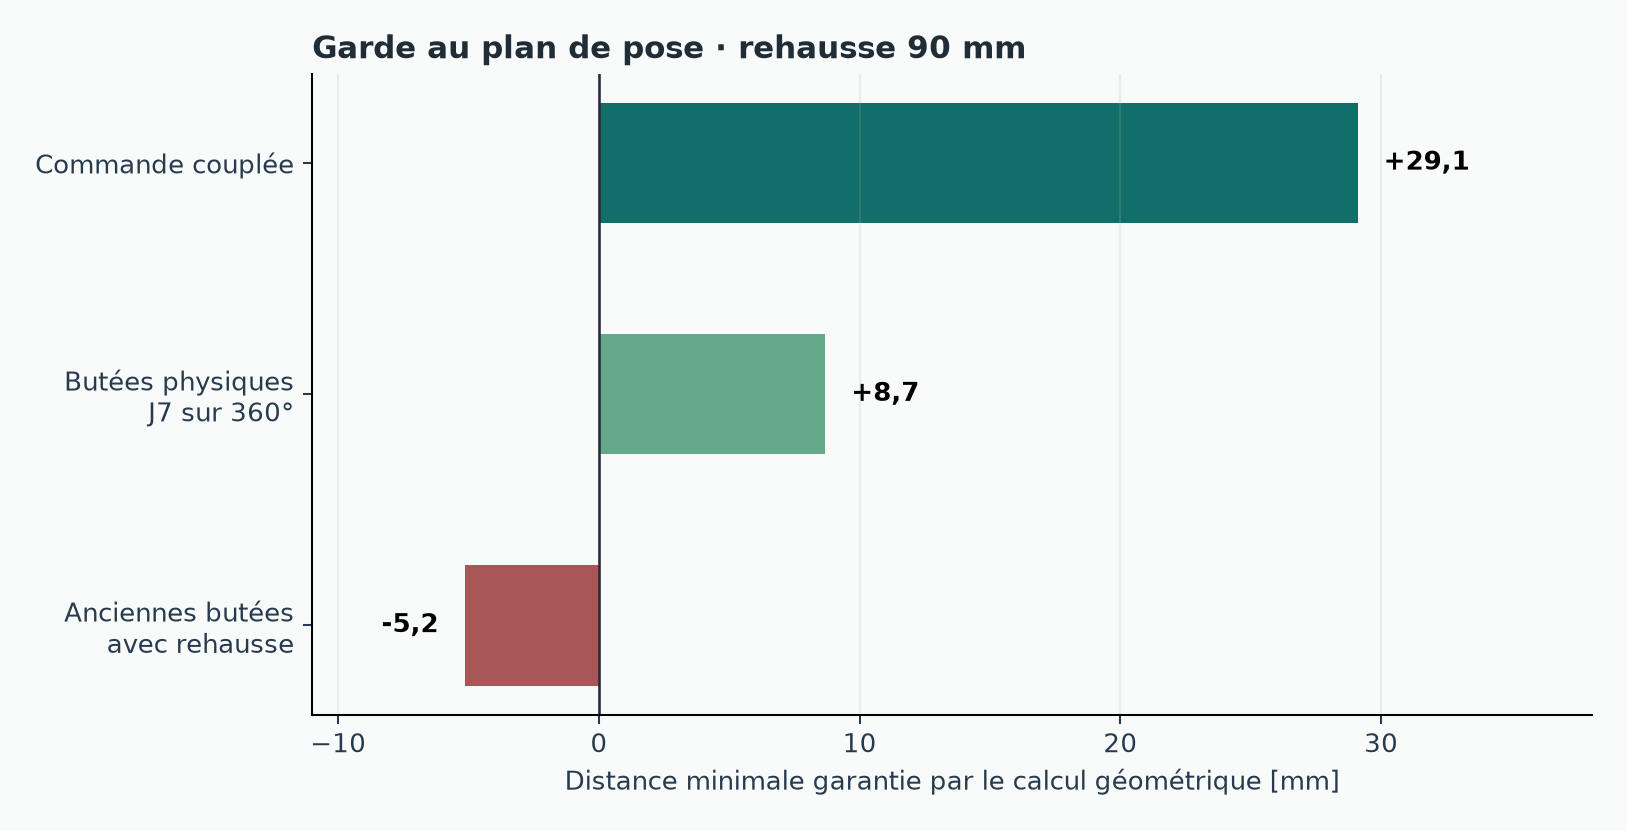 Garde au plan de pose · rehausse 90 mm
Commande couplée
+29,1
Butées physiques
J7 sur 360°
+8,7
Anciennes butées
avec rehausse
-5,2
−10 0 10 20 30
Distance minimale garantie par le calcul géométrique [mm]